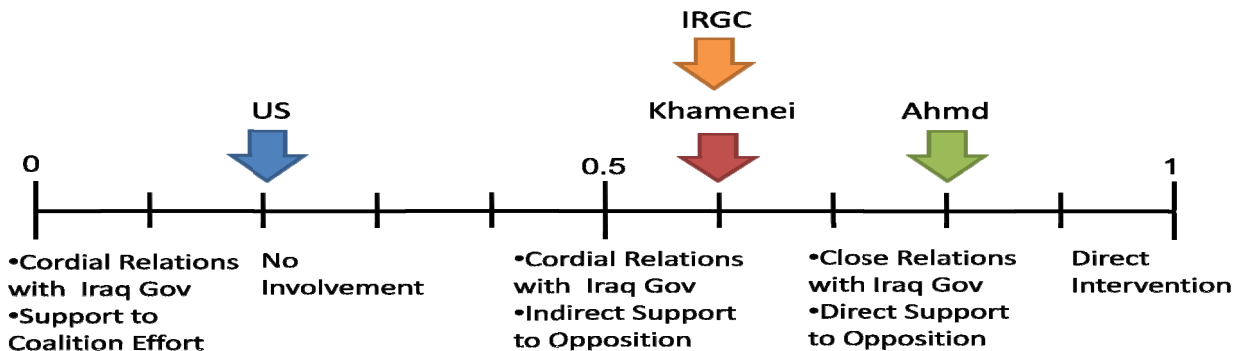 IRGC
US
Khamenei
Ahmd
0
0.5
1
•Cordial Relations
with Iraq Gov
•Support to
Coalition Effort
No
Involvement
•Cordial Relations
with Iraq Gov
•Indirect Support
to Opposition
•Close Relations
with Iraq Gov
•Direct Support
to Opposition
Direct
Intervention